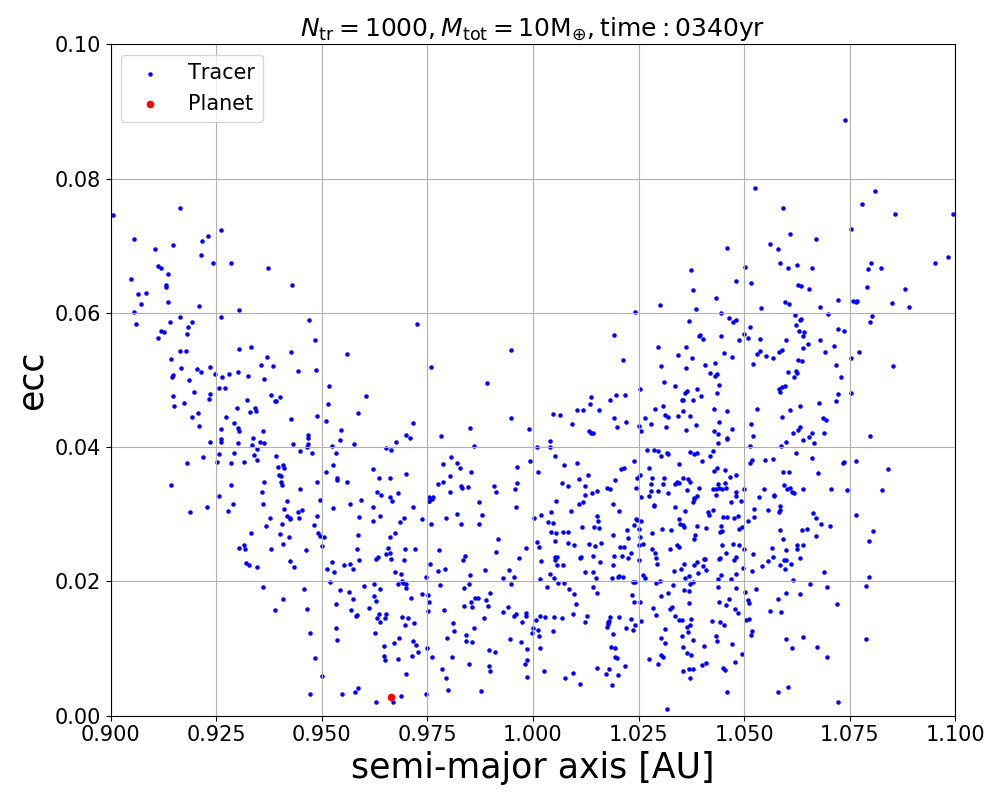 N_tr = 1000, M_tot = 10M_⊕, time : 0340yr
Tracer
Planet
ecc
0.10
0.08
0.06
0.04
0.02
0.00
0.900 0.925 0.950 0.975 1.000 1.025 1.050 1.075 1.100
semi-major axis [AU]